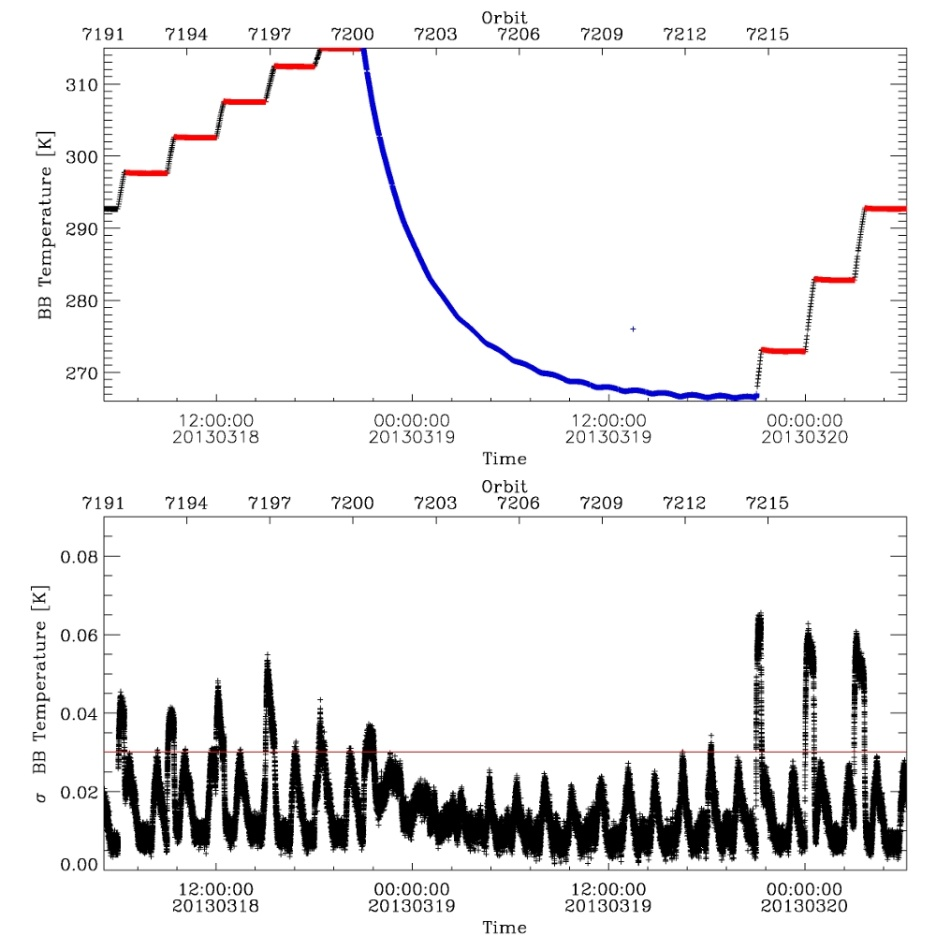 Orbit
7191 7194 7197 7200 7203 7206 7209 7212 7215
310
300
290
280
270
BB Temperature [K]
12:00:00 00:00:00 12:00:00 00:00:00
20130318 20130319 20130319 20130320
Time
Orbit
7191 7194 7197 7200 7203 7206 7209 7212 7215
0.08
0.06
0.04
0.02
0.00
σ BB Temperature [K]
12:00:00 00:00:00 12:00:00 00:00:00
20130318 20130319 20130319 20130320
Time